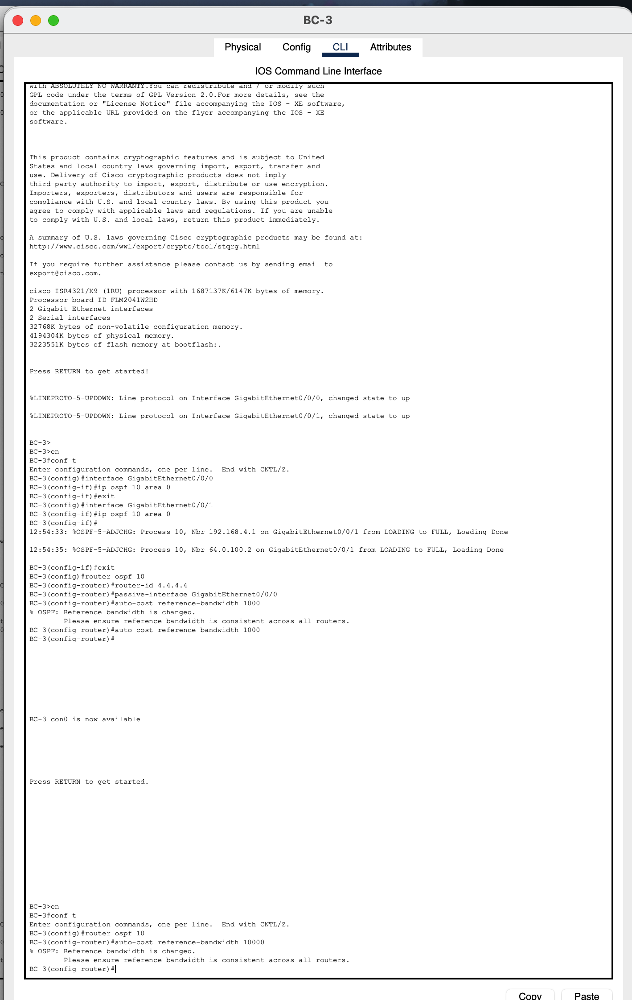 BC-3
Physical Config CLI Attributes
IOS Command Line Interface
with ABSOLUTELY NO WARRANTY.You can redistribute and / or modify such
GPL code under the terms of GPL Version 2.0.For more details, see the
documentation or "License Notice" file accompanying the IOS - XE software,
or the applicable URL provided on the flyer accompanying the IOS - XE
software.
This product contains cryptographic features and is subject to United
States and local country laws governing import, export, transfer and
use. Delivery of Cisco cryptographic products does not imply
third-party authority to import, export, distribute or use encryption.
Importers, exporters, distributors and users are responsible for
compliance with U.S. and local country laws. By using this product you
agree to comply with applicable laws and regulations. If you are unable
to comply with U.S. and local laws, return this product immediately.
A summary of U.S. laws governing Cisco cryptographic products may be found at:
http://www.cisco.com/wwl/export/crypto/tool/stqrg.html
If you require further assistance please contact us by sending email to
export@cisco.com.
cisco ISR4321/K9 (1RU) processor with 1687137K/6147K bytes of memory.
Processor board ID FLM2041W2HD
2 Gigabit Ethernet interfaces
2 Serial interfaces
32768K bytes of non-volatile configuration memory.
4194304K bytes of physical memory.
3223551K bytes of flash memory at bootflash:.
Press RETURN to get started!
%LINEPROTO-5-UPDOWN: Line protocol on Interface GigabitEthernet0/0/0, changed state to up
%LINEPROTO-5-UPDOWN: Line protocol on Interface GigabitEthernet0/0/1, changed state to up
BC-3>
BC-3>en
BC-3#conf t
Enter configuration commands, one per line.  End with CNTL/Z.
BC-3(config)#interface GigabitEthernet0/0/0
BC-3(config-if)#ip ospf 10 area 0
BC-3(config-if)#exit
BC-3(config)#interface GigabitEthernet0/0/1
BC-3(config-if)#ip ospf 10 area 0
BC-3(config-if)#
12:54:33: %OSPF-5-ADJCHG: Process 10, Nbr 192.168.4.1 on GigabitEthernet0/0/1 from LOADING to FULL, Loading Done
12:54:35: %OSPF-5-ADJCHG: Process 10, Nbr 64.0.100.2 on GigabitEthernet0/0/1 from LOADING to FULL, Loading Done
BC-3(config-if)#exit
BC-3(config)#router ospf 10
BC-3(config-router)#router-id 4.4.4.4
BC-3(config-router)#passive-interface GigabitEthernet0/0/0
BC-3(config-router)#auto-cost reference-bandwidth 1000
% OSPF: Reference bandwidth is changed.
Please ensure reference bandwidth is consistent across all routers.
BC-3(config-router)#auto-cost reference-bandwidth 1000
BC-3(config-router)#
BC-3 con0 is now available
Press RETURN to get started.
BC-3>en
BC-3#conf t
Enter configuration commands, one per line.  End with CNTL/Z.
BC-3(config)#router ospf 10
BC-3(config-router)#auto-cost reference-bandwidth 10000
% OSPF: Reference bandwidth is changed.
Please ensure reference bandwidth is consistent across all routers.
BC-3(config-router)#
Copy Paste